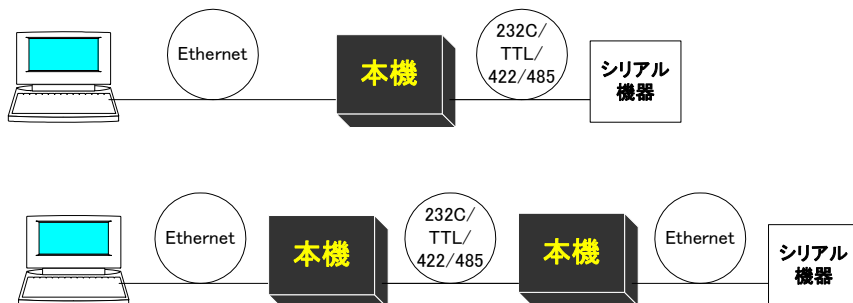 Ethernet
本機
232C/
TTL/
422/485
シリアル
機器
Ethernet
本機
232C/
TTL/
422/485
本機
Ethernet
シリアル
機器